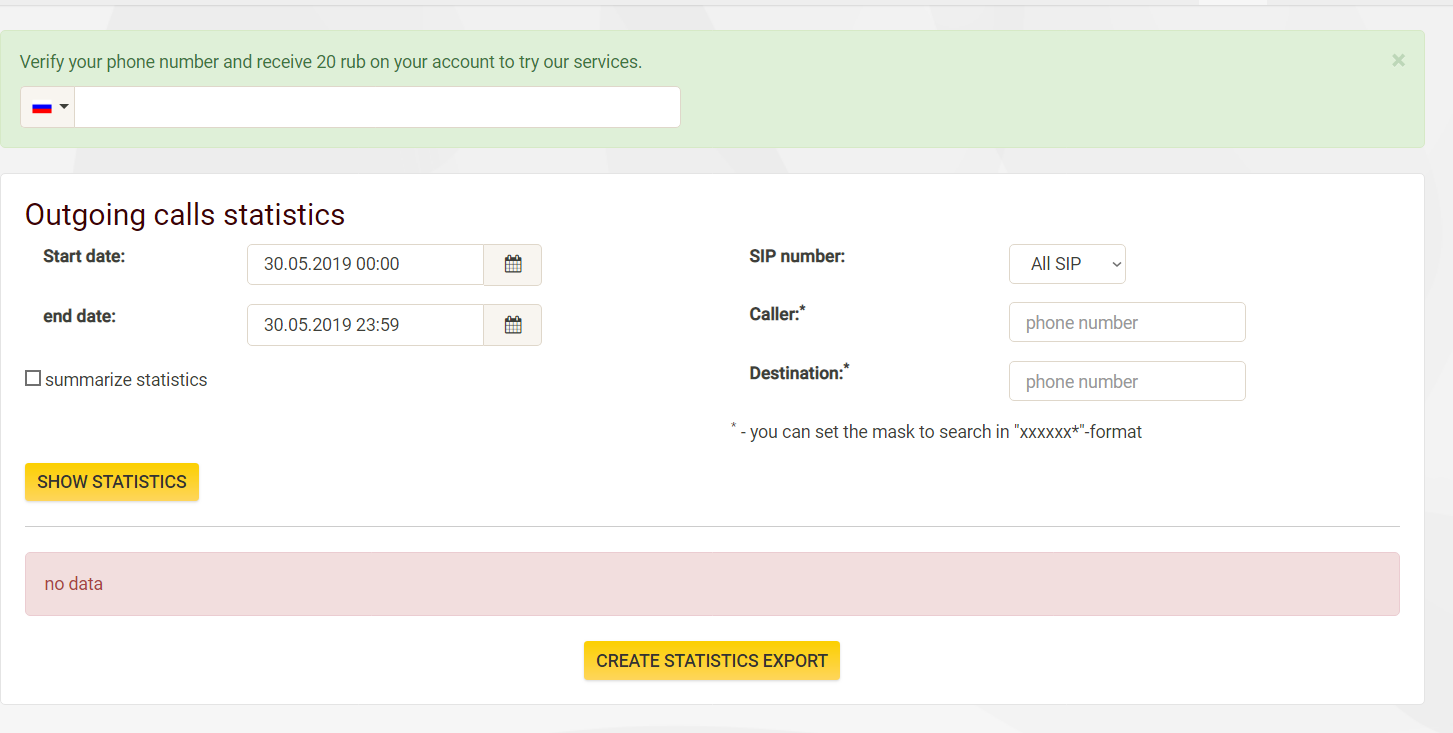 Verify your phone number and receive 20 rub on your account to try our services.
×
Outgoing calls statistics
Start date:
30.05.2019 00:00
end date:
30.05.2019 23:59
summarize statistics
SIP number:
All SIP
Caller:*
phone number
Destination:*
phone number
* - you can set the mask to search in "xxxxxx*"-format
SHOW STATISTICS
no data
CREATE STATISTICS EXPORT